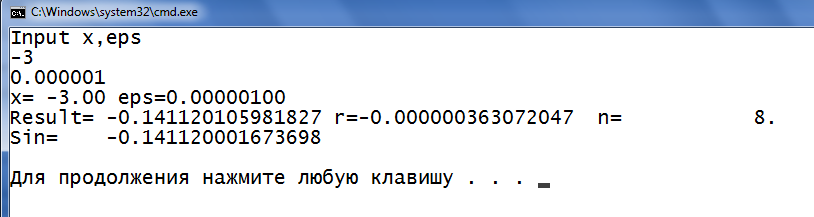 C:\Windows\system32\cmd.exe
Input x,eps
-3
0.000001
x= -3.00 eps=0.00000100
Result= -0.141120105981827 r=-0.000000363072047  n=          8.
Sin=    -0.141120001673698
Для продолжения нажмите любую клавишу . . .